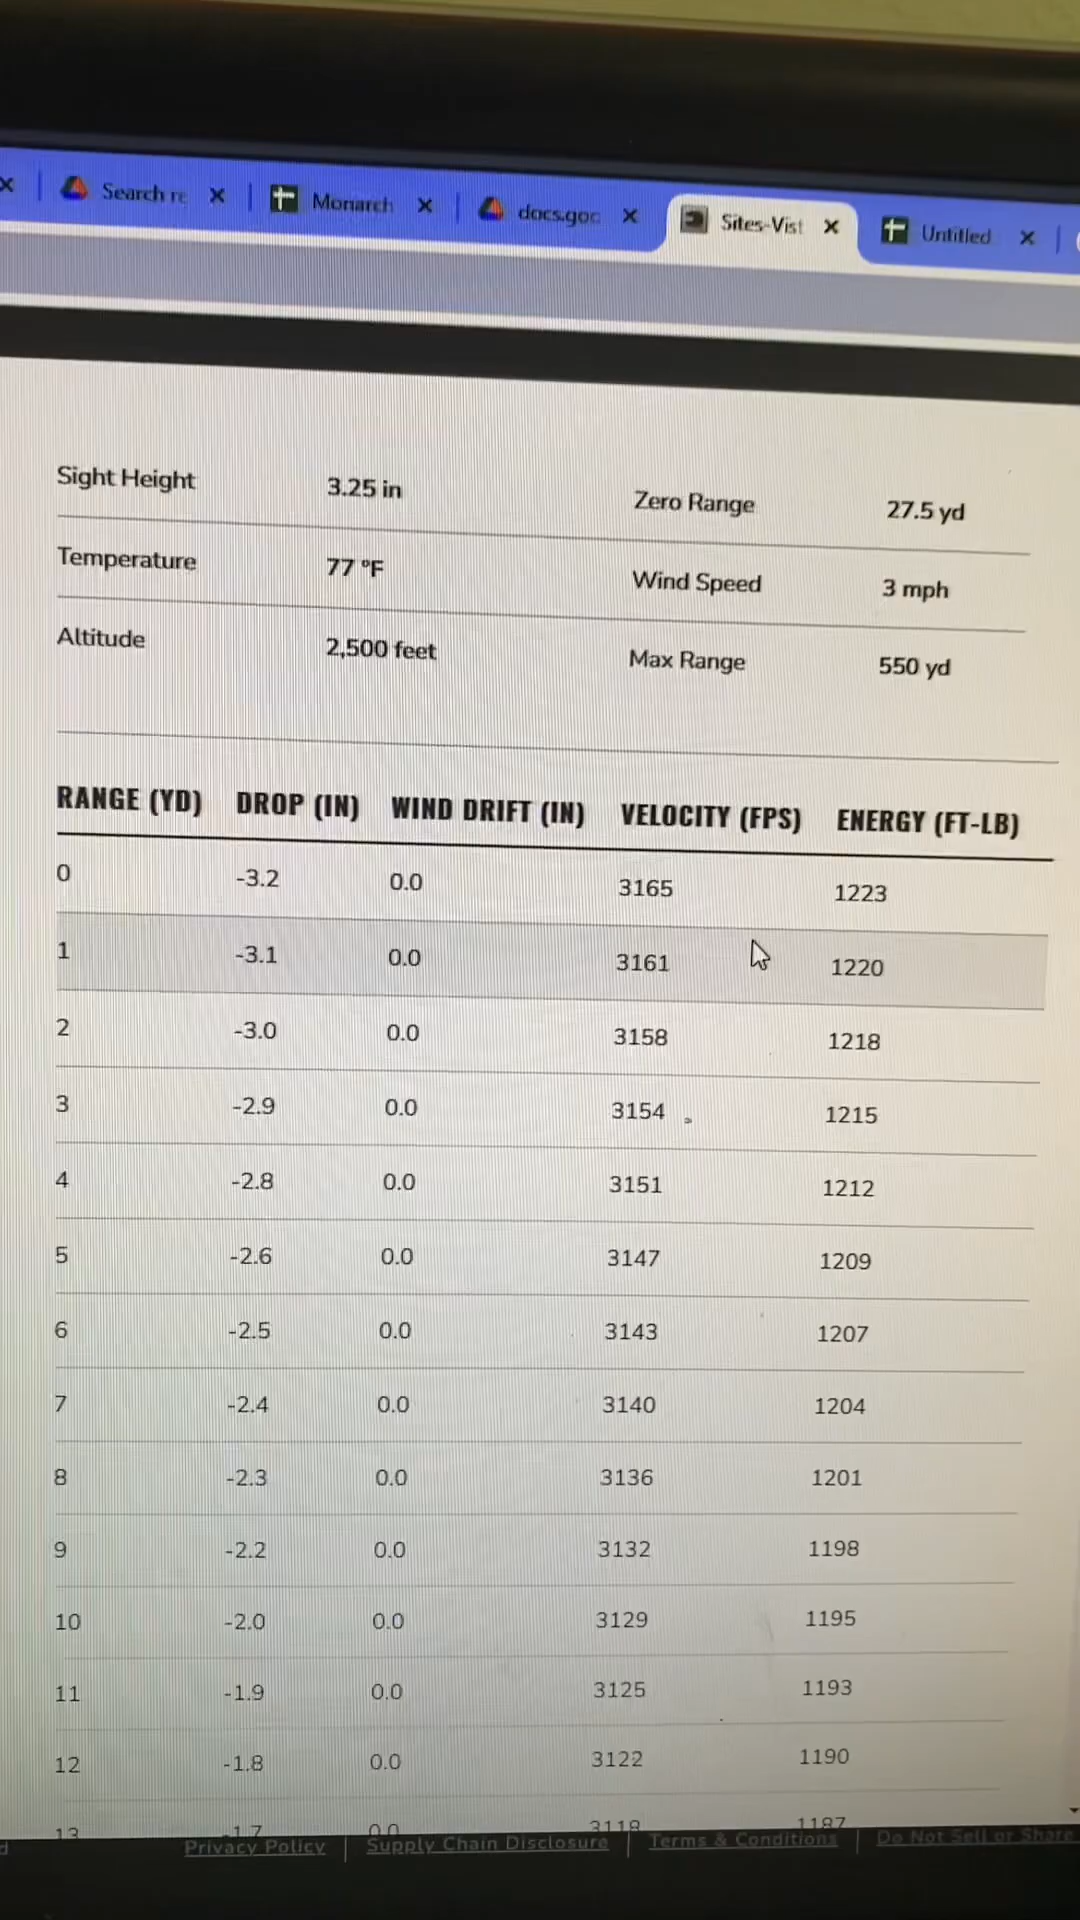 Search re Monarch docs.goo Sites-Vist Untitled
Sight Height 3.25 in Zero Range 27.5 yd
Temperature 77 °F Wind Speed 3 mph
Altitude 2,500 feet Max Range 550 yd
RANGE (YD) DROP (IN) WIND DRIFT (IN) VELOCITY (FPS) ENERGY (FT-LB)
0 -3.2 0.0 3165 1223
1 -3.1 0.0 3161 1220
2 -3.0 0.0 3158 1218
3 -2.9 0.0 3154 1215
4 -2.8 0.0 3151 1212
5 -2.6 0.0 3147 1209
6 -2.5 0.0 3143 1207
7 -2.4 0.0 3140 1204
8 -2.3 0.0 3136 1201
9 -2.2 0.0 3132 1198
10 -2.0 0.0 3129 1195
11 -1.9 0.0 3125 1193
12 -1.8 0.0 3122 1190
13 -1.7 0.0 3118 1187
Privacy Policy Supply Chain Disclosure Terms & Conditions Do Not Sell or Share